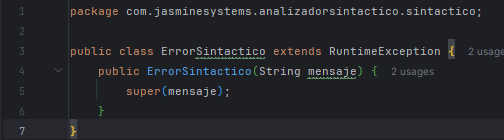 1 package com.jasminesystems.analizadorsintactico.sintactico;
2
3 public class ErrorSintactico extends RuntimeException { 2 usages
4 public ErrorSintactico(String mensaje) { 2 usages
5 super(mensaje);
6 }
7 }